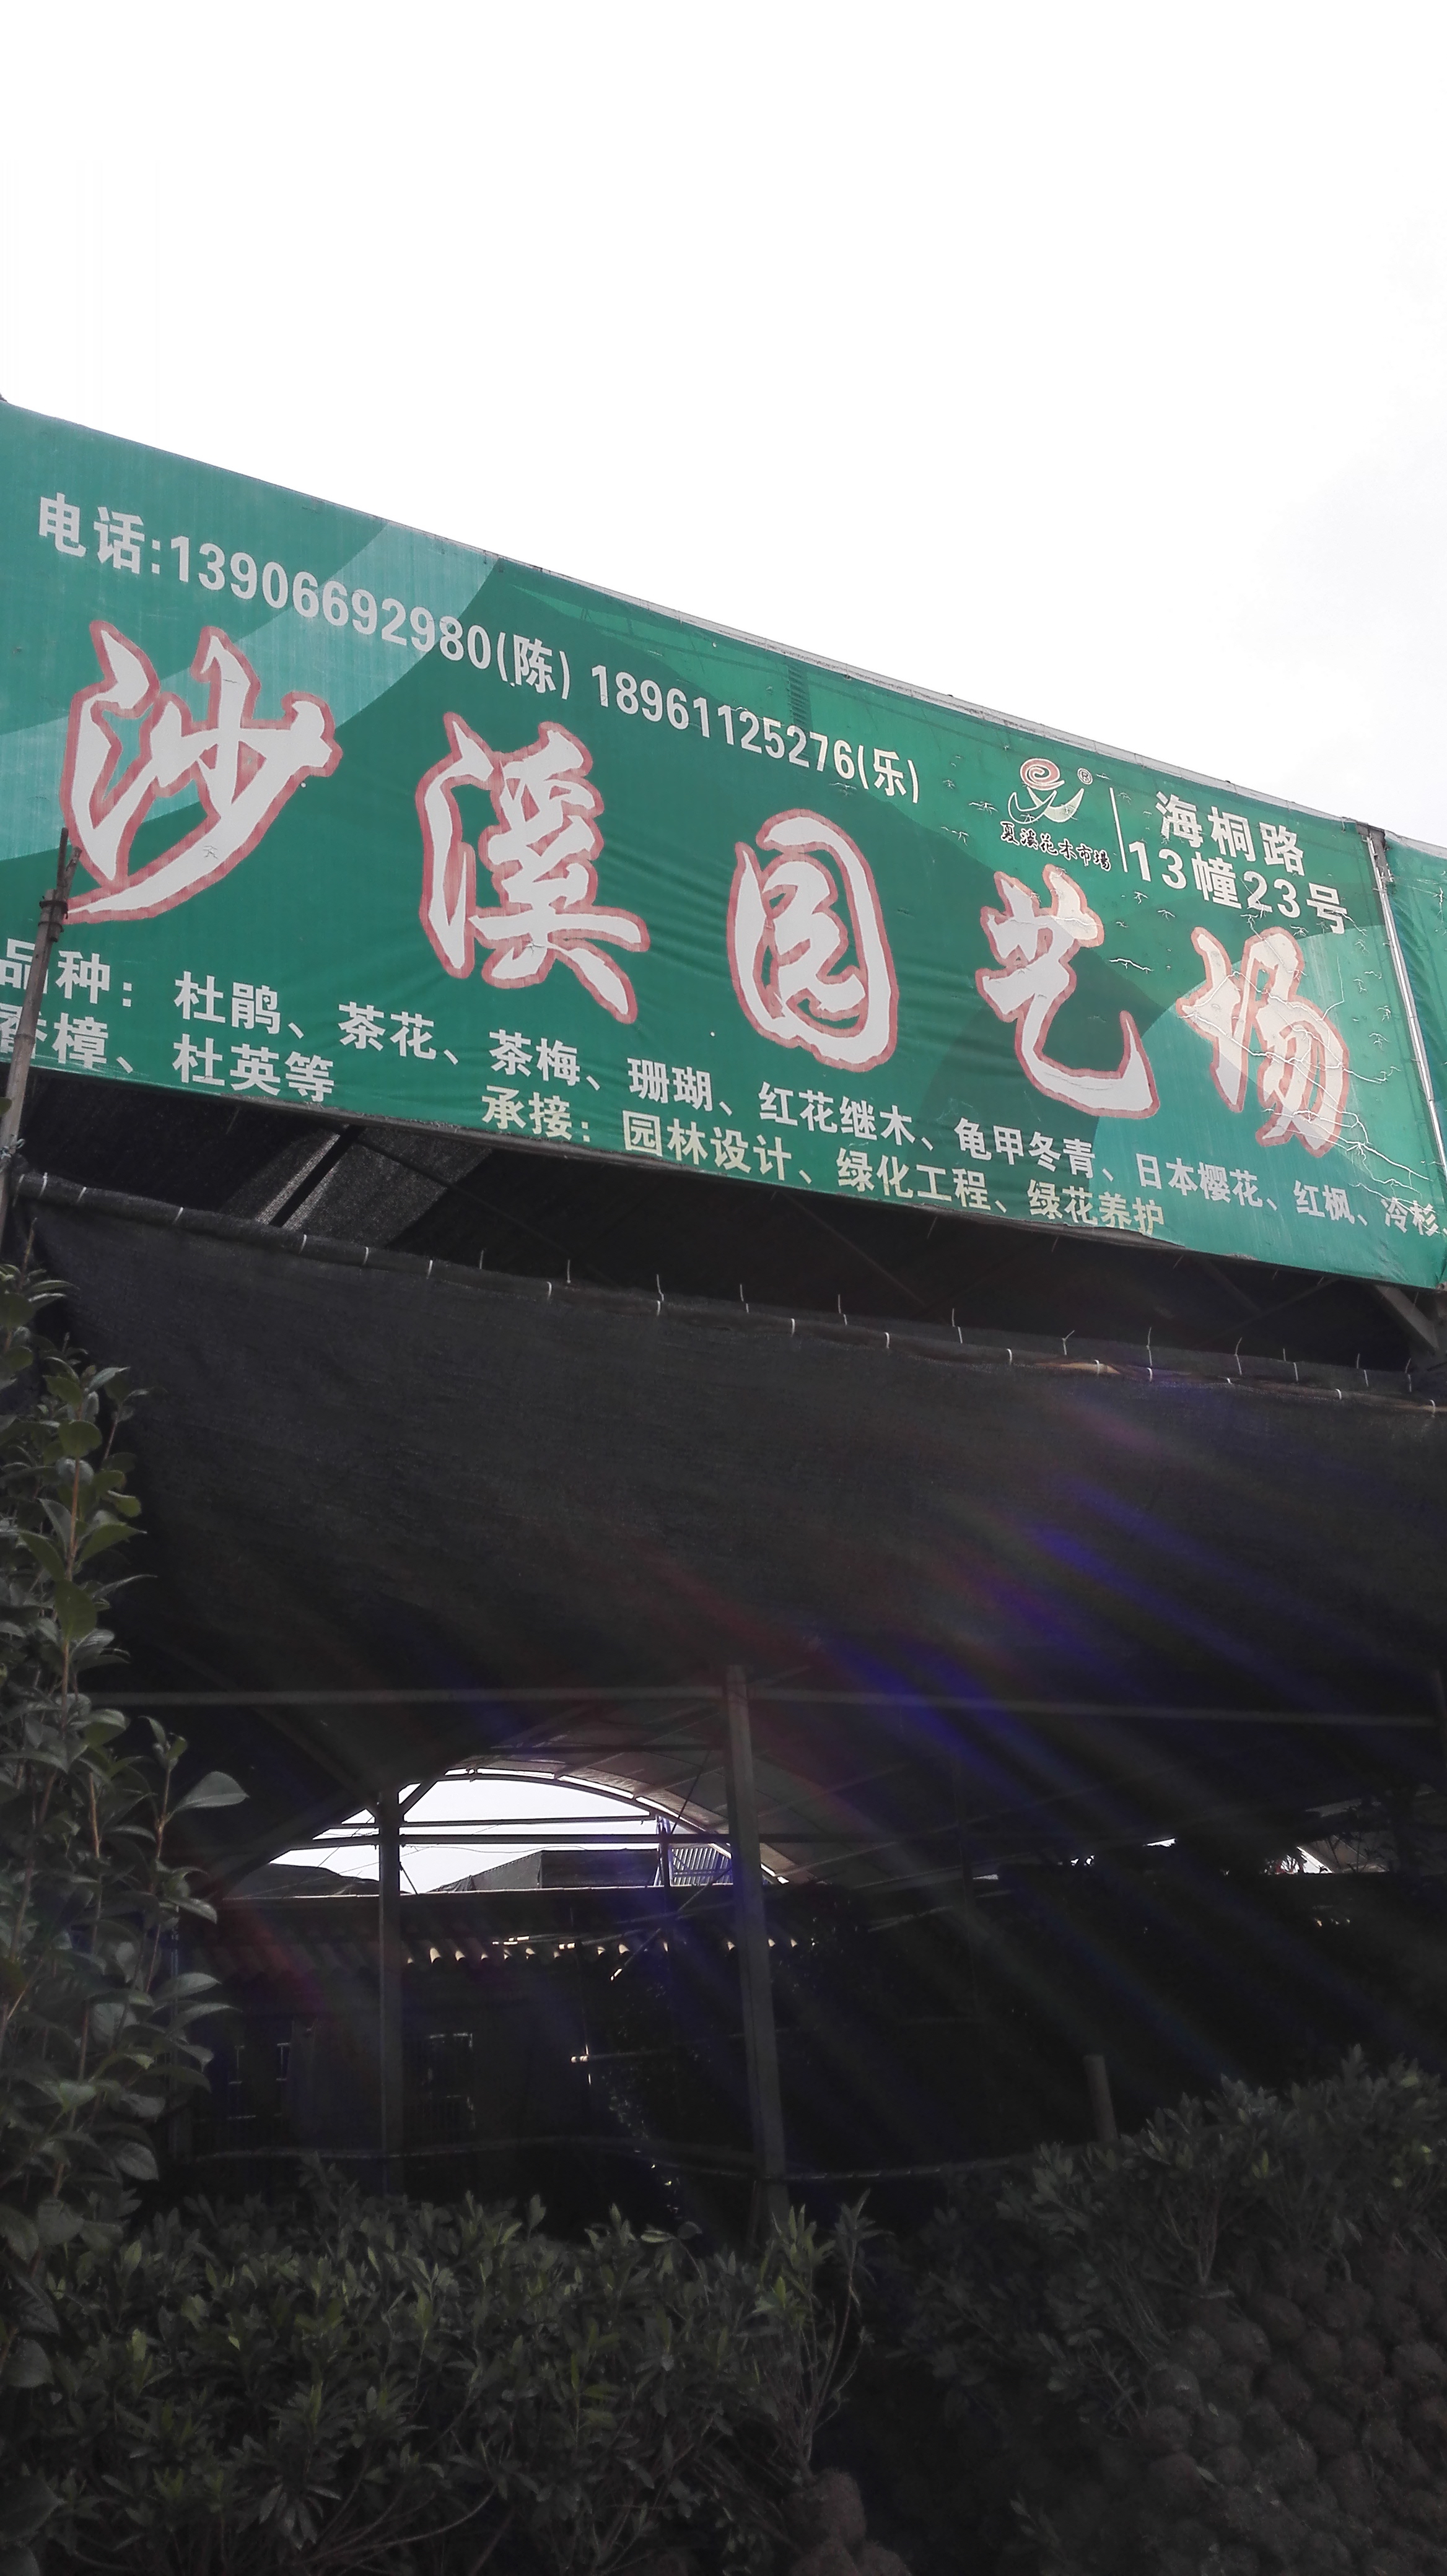 电话:13906692980(陈) 18961125276(乐)
夏溪花木市場
海桐路
13幢23号
沙溪园艺场
品种：杜鹃、茶花、茶梅、珊瑚、红花继木、龟甲冬青、日本樱花、红枫、冷杉、
香樟、杜英等
承接：园林设计、绿化工程、绿花养护